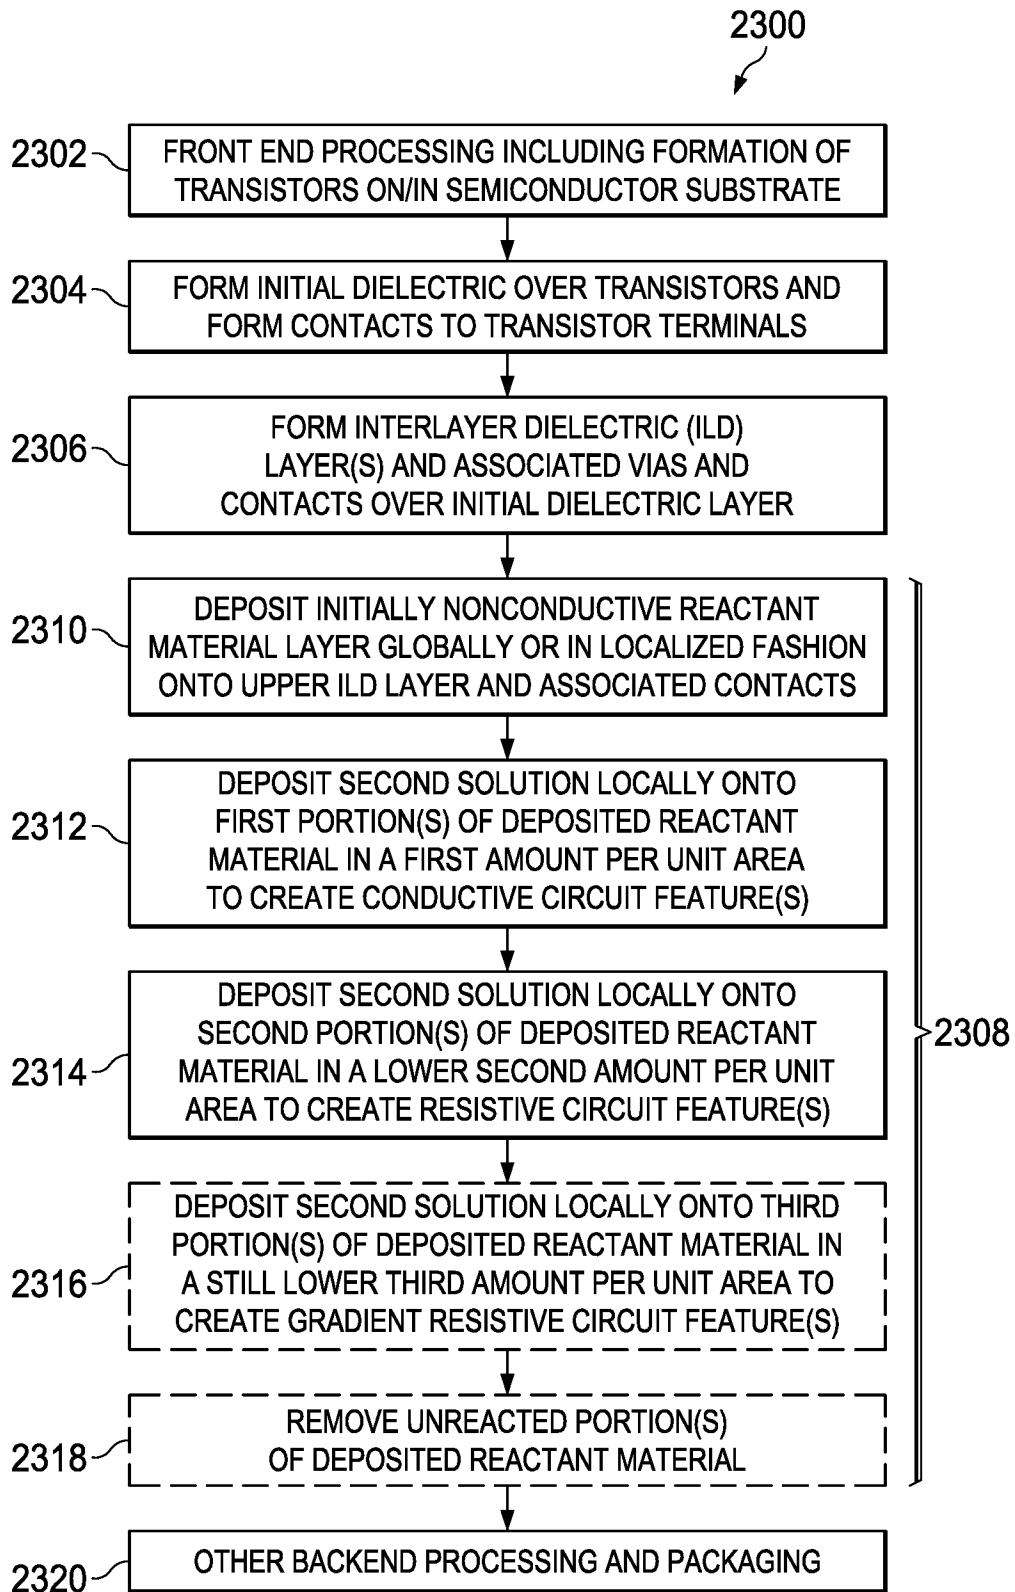 2300
2302
FRONT END PROCESSING INCLUDING FORMATION OF
TRANSISTORS ON/IN SEMICONDUCTOR SUBSTRATE
2304
FORM INITIAL DIELECTRIC OVER TRANSISTORS AND
FORM CONTACTS TO TRANSISTOR TERMINALS
2306
FORM INTERLAYER DIELECTRIC (ILD)
LAYER(S) AND ASSOCIATED VIAS AND
CONTACTS OVER INITIAL DIELECTRIC LAYER
2310
DEPOSIT INITIALLY NONCONDUCTIVE REACTANT
MATERIAL LAYER GLOBALLY OR IN LOCALIZED FASHION
ONTO UPPER ILD LAYER AND ASSOCIATED CONTACTS
2312
DEPOSIT SECOND SOLUTION LOCALLY ONTO
FIRST PORTION(S) OF DEPOSITED REACTANT
MATERIAL IN A FIRST AMOUNT PER UNIT AREA
TO CREATE CONDUCTIVE CIRCUIT FEATURE(S)
2314
DEPOSIT SECOND SOLUTION LOCALLY ONTO
SECOND PORTION(S) OF DEPOSITED REACTANT
MATERIAL IN A LOWER SECOND AMOUNT PER UNIT
AREA TO CREATE RESISTIVE CIRCUIT FEATURE(S)
2308
2316
DEPOSIT SECOND SOLUTION LOCALLY ONTO THIRD
PORTION(S) OF DEPOSITED REACTANT MATERIAL IN
A STILL LOWER THIRD AMOUNT PER UNIT AREA TO
CREATE GRADIENT RESISTIVE CIRCUIT FEATURE(S)
2318
REMOVE UNREACTED PORTION(S)
OF DEPOSITED REACTANT MATERIAL
2320
OTHER BACKEND PROCESSING AND PACKAGING